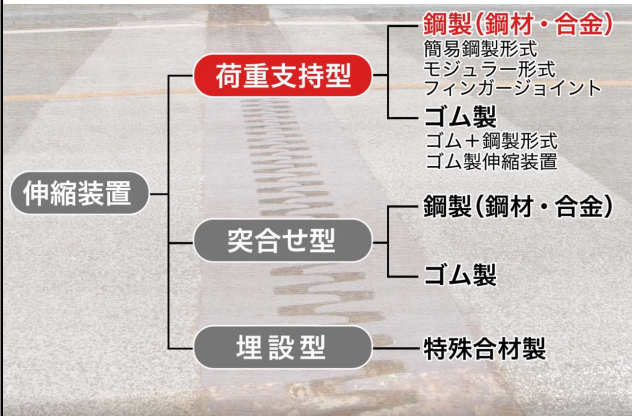 伸縮装置
荷重支持型
鋼製(鋼材・合金)
簡易鋼製形式
モジュラー形式
フィンガージョイント
ゴム製
ゴム＋鋼製形式
ゴム製伸縮装置
突合せ型
鋼製(鋼材・合金)
ゴム製
埋設型
特殊合材製